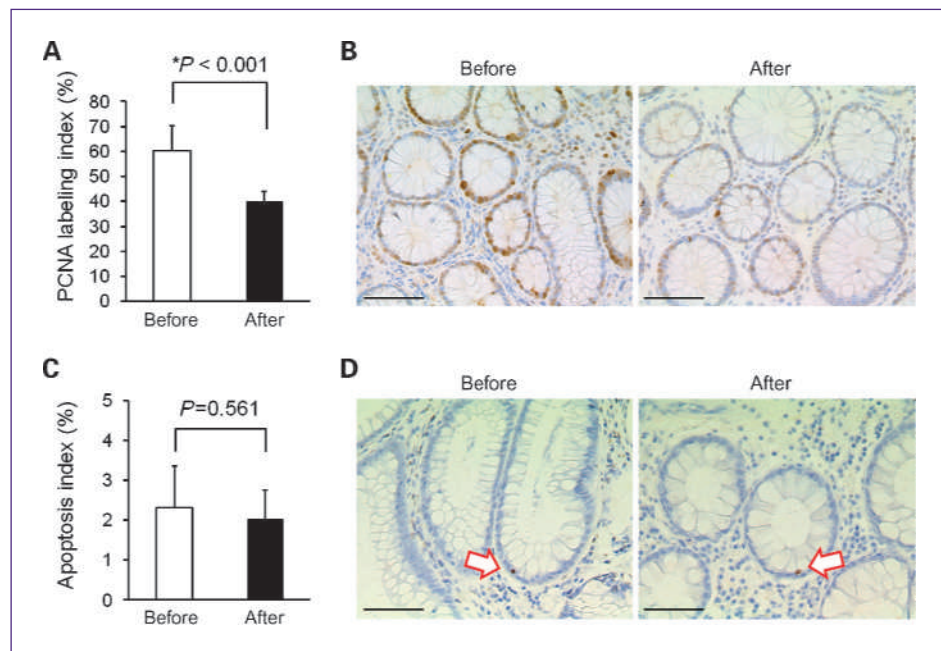 A
*P < 0.001
PCNA labeling index (%)
80
70
60
50
40
30
20
10
0
Before
After
B
Before
After
C
P=0.561
Apoptosis index (%)
5
4
3
2
1
0
Before
After
D
Before
After